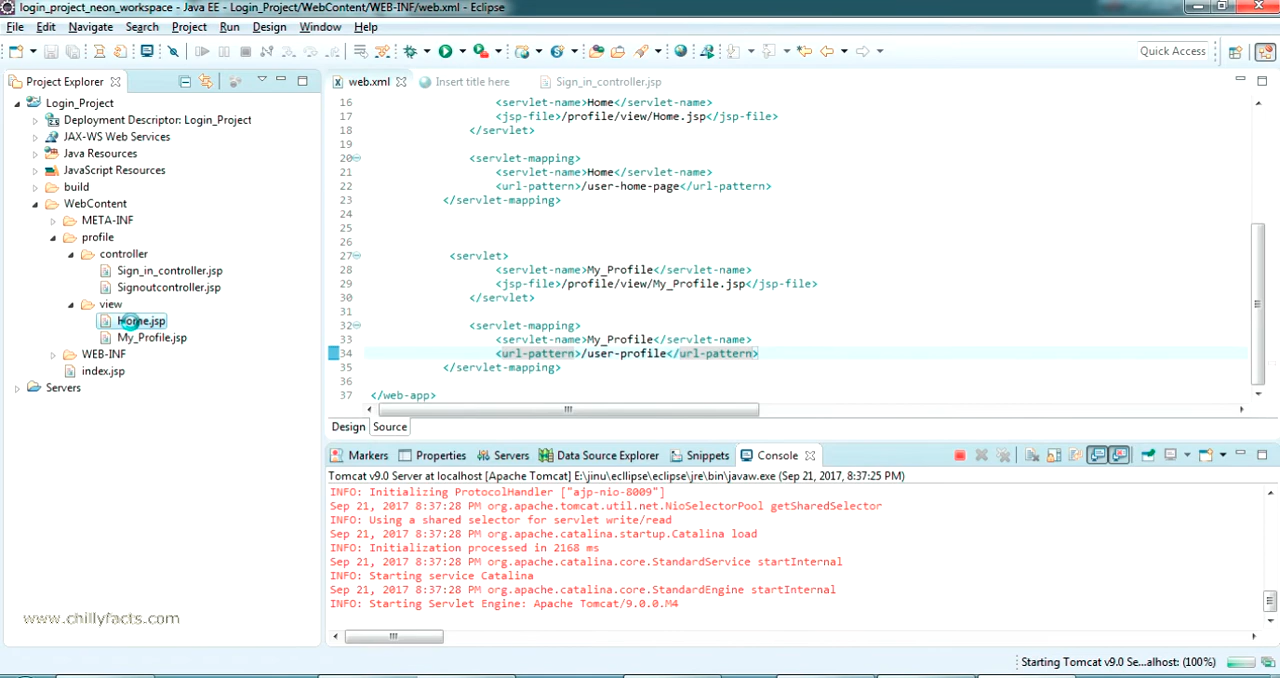 login_project_neon_workspace - Java EE - Login_Project/WebContent/WEB-INF/web.xml - Eclipse
File Edit Navigate Search Project Run Design Window Help
Quick Access
Project Explorer
web.xml
Insert title here
Sign_in_controller.jsp
Login_Project
Deployment Descriptor: Login_Project
JAX-WS Web Services
Java Resources
JavaScript Resources
build
WebContent
META-INF
profile
controller
Sign_in_controller.jsp
Signoutcontroller.jsp
view
Home.jsp
My_Profile.jsp
WEB-INF
index.jsp
Servers
16 <servlet-name>Home</servlet-name>
17 <jsp-file>/profile/view/Home.jsp</jsp-file>
18 </servlet>
19
20 <servlet-mapping>
21 <servlet-name>Home</servlet-name>
22 <url-pattern>/user-home-page</url-pattern>
23 </servlet-mapping>
24
25
26
27 <servlet>
28 <servlet-name>My_Profile</servlet-name>
29 <jsp-file>/profile/view/My_Profile.jsp</jsp-file>
30 </servlet>
31
32 <servlet-mapping>
33 <servlet-name>My_Profile</servlet-name>
34 <url-pattern>/user-profile</url-pattern>
35 </servlet-mapping>
36
37 </web-app>
Design Source
Markers Properties Servers Data Source Explorer Snippets Console
Tomcat v9.0 Server at localhost [Apache Tomcat] E:\jinu\ecllipse\eclipse\jre\bin\javaw.exe (Sep 21, 2017, 8:37:25 PM)
INFO: Initializing ProtocolHandler ["ajp-nio-8009"]
Sep 21, 2017 8:37:28 PM org.apache.tomcat.util.net.NioSelectorPool getSharedSelector
INFO: Using a shared selector for servlet write/read
Sep 21, 2017 8:37:28 PM org.apache.catalina.startup.Catalina load
INFO: Initialization processed in 2168 ms
Sep 21, 2017 8:37:28 PM org.apache.catalina.core.StandardService startInternal
INFO: Starting service Catalina
Sep 21, 2017 8:37:28 PM org.apache.catalina.core.StandardEngine startInternal
INFO: Starting Servlet Engine: Apache Tomcat/9.0.0.M4
www.chillyfacts.com
Starting Tomcat v9.0 Se...alhost: (100%)